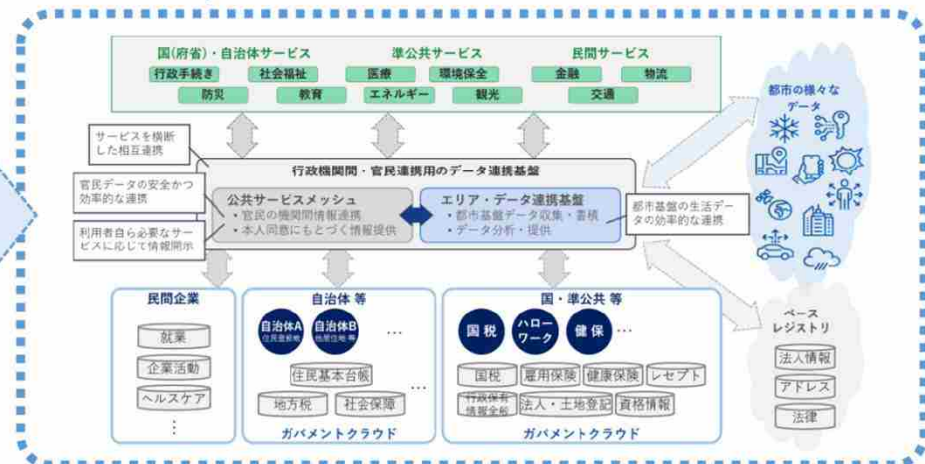 国(府省)・自治体サービス
準公共サービス
民間サービス
行政手続き
社会福祉
医療
環境保全
金融
物流
防災
教育
エネルギー
観光
交通
都市の様々な
データ
サービスを横断
した相互連携
行政機関間・官民連携用のデータ連携基盤
官民データの安全かつ
効率的な連携
公共サービスメッシュ
・官民の機関間情報連携
・本人同意にもとづく情報提供
エリア・データ連携基盤
・都市基盤データ収集・蓄積
・データ分析・提供
都市基盤の生活デー
タの効率的な連携
利用者自ら必要なサー
ビスに応じて情報開示
民間企業
就業
企業活動
ヘルスケア
⋮
自治体 等
自治体A
自治体B
…
住民基本台帳
地方税
社会保障
…
ガバメントクラウド
国・準公共 等
国税
ハロー
ワーク
健保
…
国税
雇用保険
健康保険
レセプト
行政保有
情報全般
法人・土地登記
資格情報
ガバメントクラウド
ベース
レジストリ
法人情報
アドレス
法律